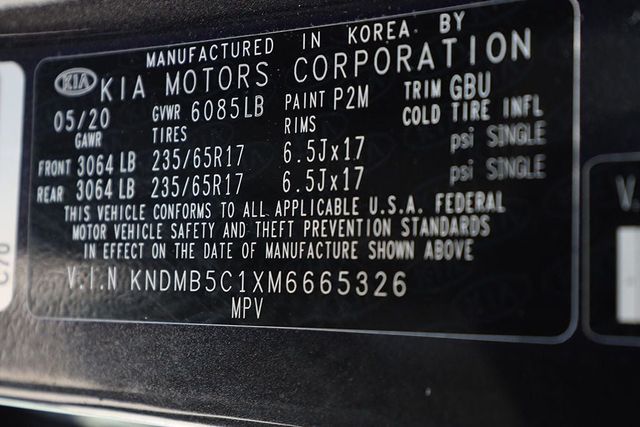 MANUFACTURED IN KOREA BY
KIA KIA MOTORS CORPORATION
05/20 GVWR 6085LB PAINT P2M TRIM GBU
GAWR TIRES RIMS COLD TIRE INFL
FRONT 3064 LB 235/65R17 6.5Jx17 psi SINGLE
REAR 3064 LB 235/65R17 6.5Jx17 psi SINGLE
THIS VEHICLE CONFORMS TO ALL APPLICABLE U.S.A. FEDERAL
MOTOR VEHICLE SAFETY AND THEFT PREVENTION STANDARDS
IN EFFECT ON THE DATE OF MANUFACTURE SHOWN ABOVE
V.I.N KNDMB5C1XM6665326
MPV